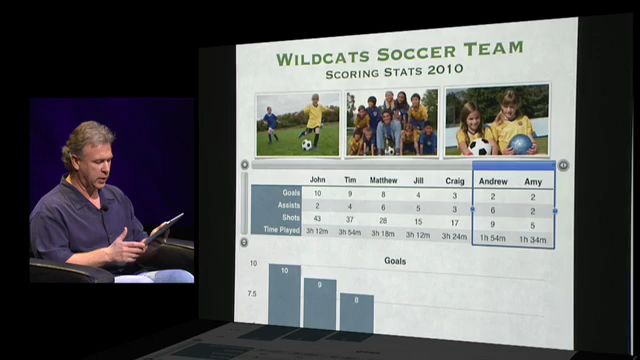 WILDCATS SOCCER TEAM
SCORING STATS 2010
John Tim Matthew Jill Craig Andrew Amy
Goals 10 9 8 4 3 2 2
Assists 2 4 6 5 3 6 2
Shots 43 37 28 15 17 9 5
Time Played 3h 12m 3h 54m 3h 18m 3h 12m 3h 24m 1h 54m 1h 34m
Goals
10
10
9
8
7.5